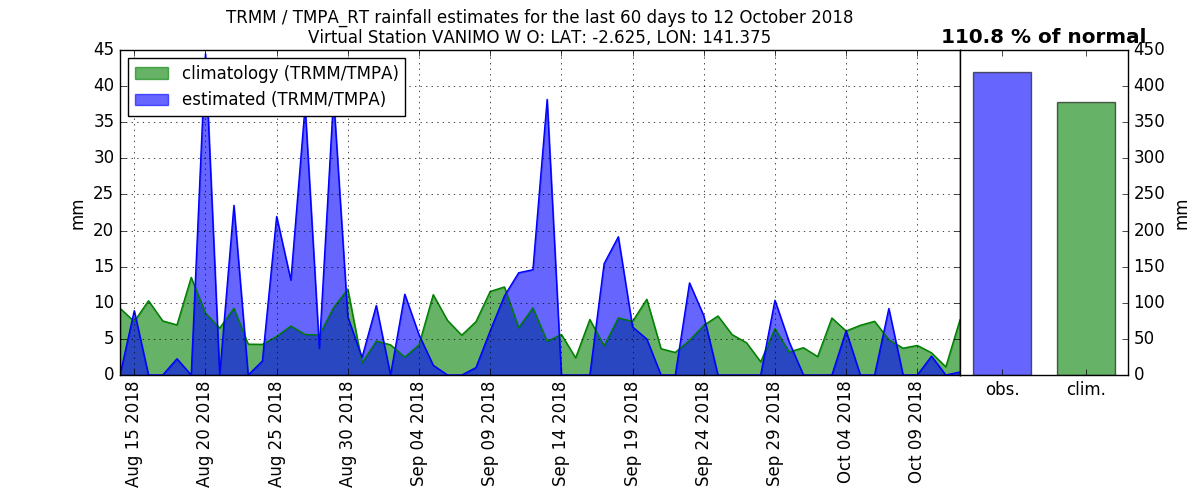 TRMM / TMPA_RT rainfall estimates for the last 60 days to 12 October 2018
Virtual Station VANIMO W O: LAT: -2.625, LON: 141.375
110.8 % of normal
climatology (TRMM/TMPA)
estimated (TRMM/TMPA)
mm
45
40
35
30
25
20
15
10
5
0
Aug 15 2018
Aug 20 2018
Aug 25 2018
Aug 30 2018
Sep 04 2018
Sep 09 2018
Sep 14 2018
Sep 19 2018
Sep 24 2018
Sep 29 2018
Oct 04 2018
Oct 09 2018
obs.
clim.
450
400
350
300
250
200
150
100
50
0
mm